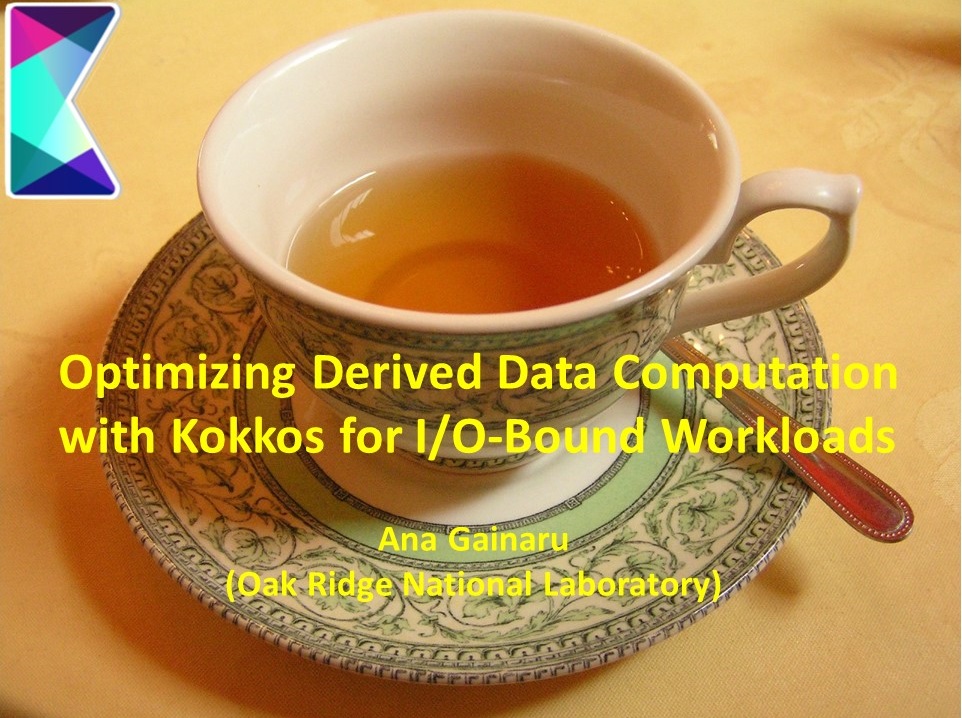 Optimizing Derived Data Computation
with Kokkos for I/O-Bound Workloads
Ana Gainaru
(Oak Ridge National Laboratory)